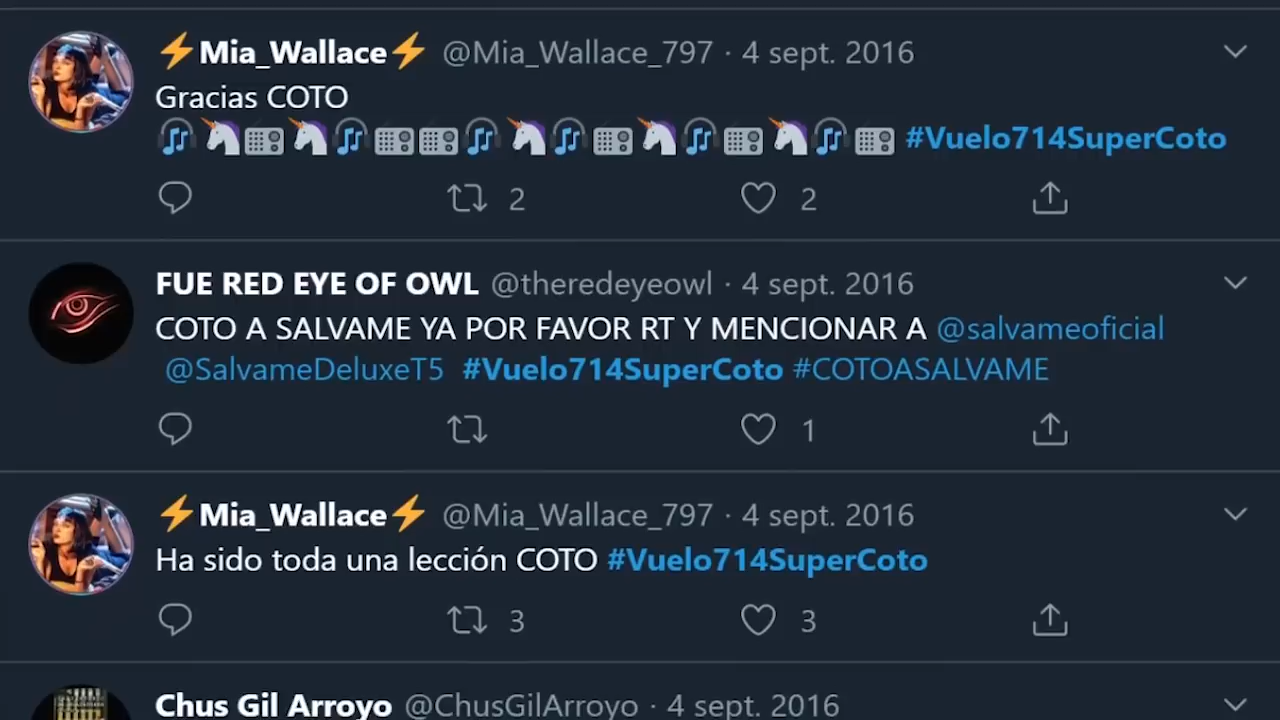 ⚡Mia_Wallace⚡ @Mia_Wallace_797 · 4 sept. 2016
Gracias COTO
🎧🦄📻🦄🎧📻📻🎧🦄🎧📻🦄🎧📻🦄🎧📻 #Vuelo714SuperCoto
2 2
FUE RED EYE OF OWL @theredeyeowl · 4 sept. 2016
COTO A SALVAME YA POR FAVOR RT Y MENCIONAR A @salvameoficial
@SalvameDeluxeT5 #Vuelo714SuperCoto #COTOASALVAME
1
⚡Mia_Wallace⚡ @Mia_Wallace_797 · 4 sept. 2016
Ha sido toda una lección COTO #Vuelo714SuperCoto
3 3
Chus Gil Arroyo @ChusGilArroyo · 4 sept. 2016